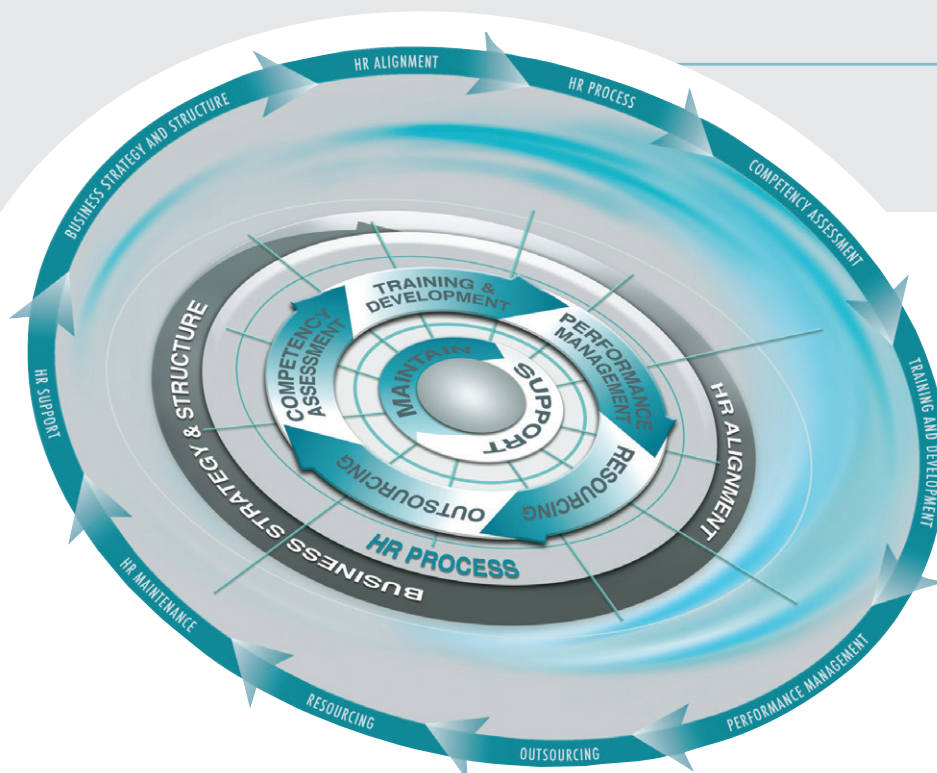 HR ALIGNMENT
HR PROCESS
COMPETENCY ASSESSMENT
TRAINING AND DEVELOPMENT
PERFORMANCE MANAGEMENT
OUTSOURCING
RESOURCING
HR MAINTENANCE
HR SUPPORT
BUSINESS STRATEGY AND STRUCTURE
BUSINESS STRATEGY & STRUCTURE
HR ALIGNMENT
HR PROCESS
TRAINING &
DEVELOPMENT
PERFORMANCE
MANAGEMENT
RESOURCING
OUTSOURCING
COMPETENCY
ASSESSMENT
MAINTAIN
SUPPORT